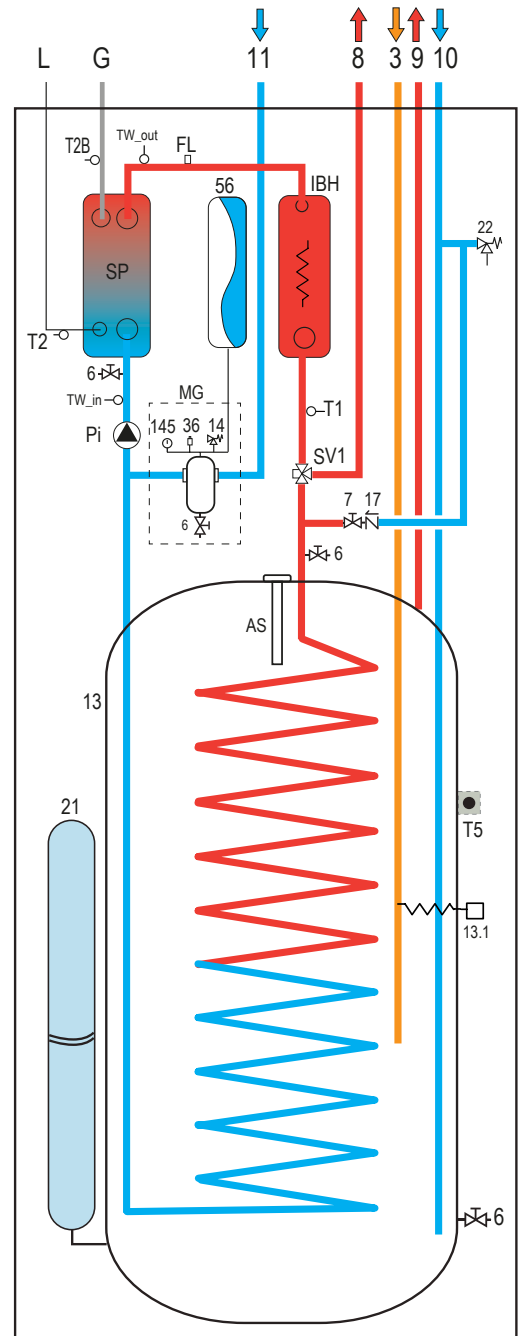 L G 11 8 3 9 10
T2B TW_out FL
56 IBH
22
SP
T2
6
TW_in
MG
T1
145 36 14
Pi
SV1
7 17
6
6
AS
13
21
T5
13.1
6